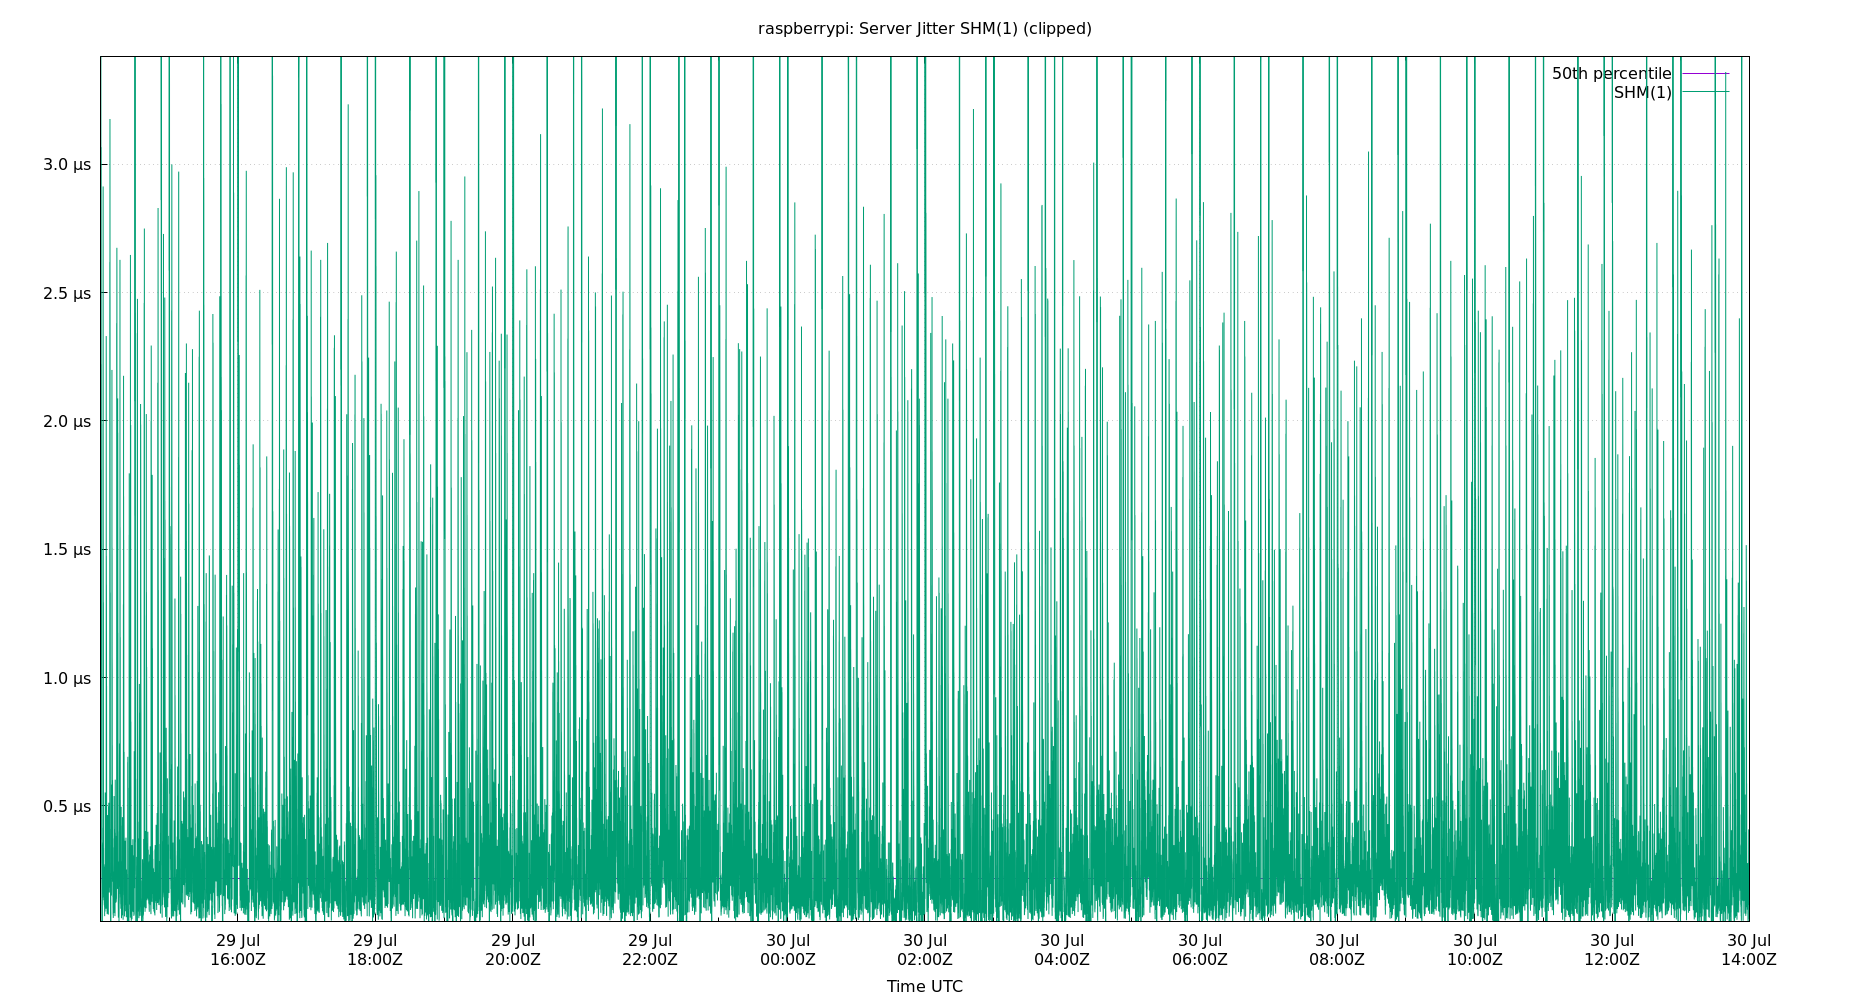 raspberrypi: Server Jitter SHM(1) (clipped)
50th percentile
SHM(1)
3.0 µs
2.5 µs
2.0 µs
1.5 µs
1.0 µs
0.5 µs
29 Jul 29 Jul 29 Jul 29 Jul 30 Jul 30 Jul 30 Jul 30 Jul 30 Jul 30 Jul 30 Jul 30 Jul
16:00Z 18:00Z 20:00Z 22:00Z 00:00Z 02:00Z 04:00Z 06:00Z 08:00Z 10:00Z 12:00Z 14:00Z
Time UTC